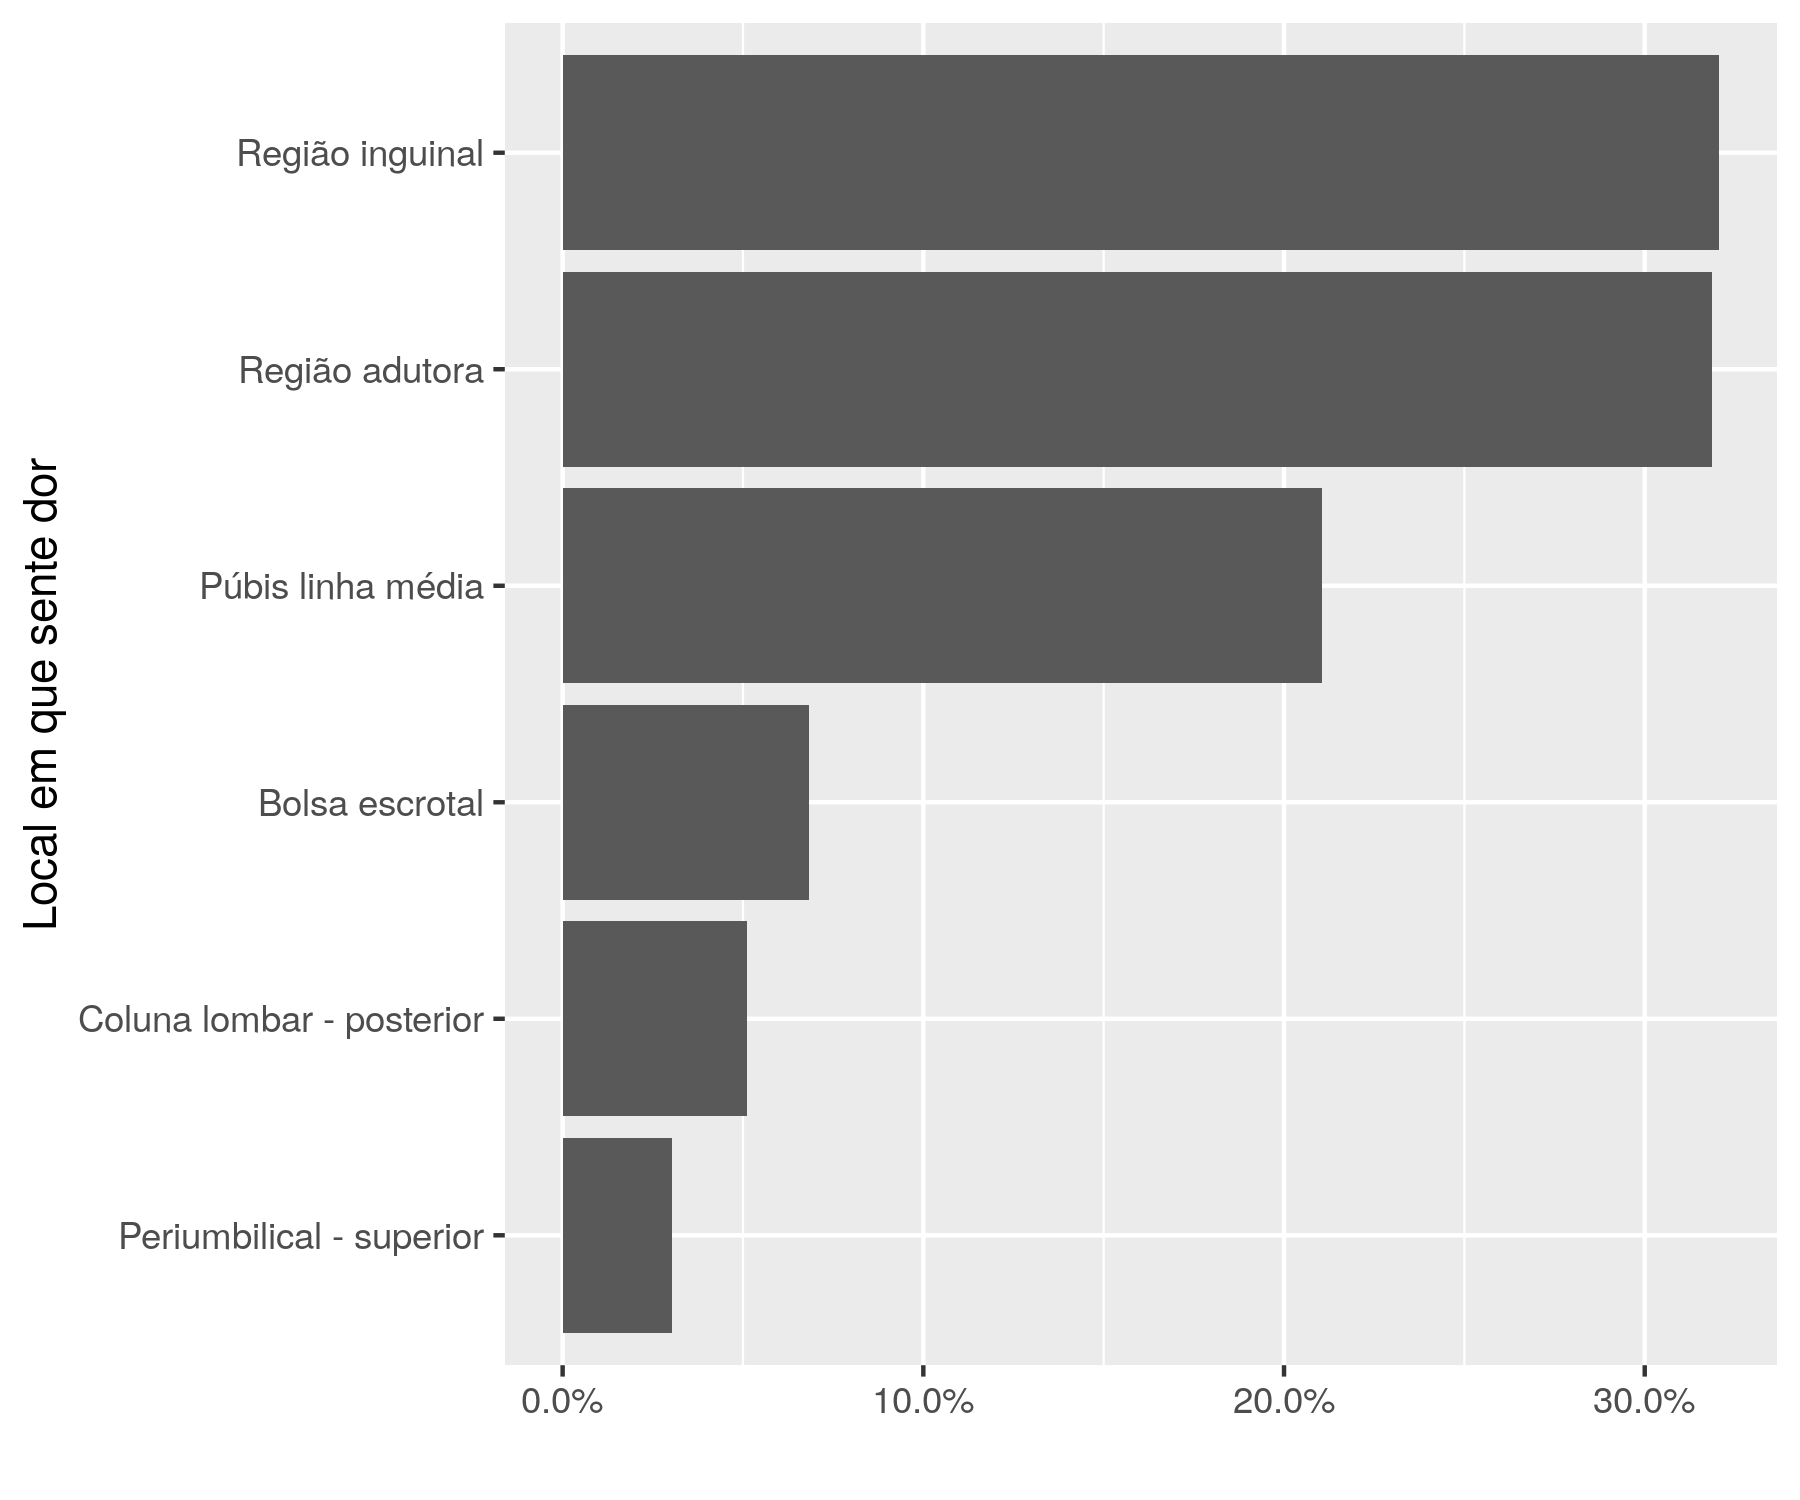 Local em que sente dor
Região inguinal
Região adutora
Púbis linha média
Bolsa escrotal
Coluna lombar - posterior
Periumbilical - superior
0.0% 10.0% 20.0% 30.0%